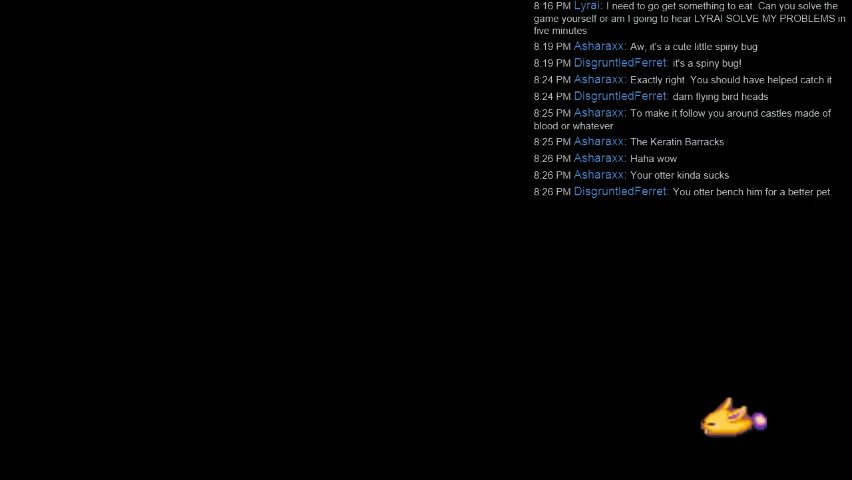 8:16 PM Lyrai: I need to go get something to eat. Can you solve the
game yourself or am I going to hear LYRAI SOLVE MY PROBLEMS in
five minutes
8:19 PM Asharaxx: Aw, it's a cute little spiny bug
8:19 PM DisgruntledFerret: it's a spiny bug!
8:24 PM Asharaxx: Exactly right. You should have helped catch it
8:24 PM DisgruntledFerret: darn flying bird heads
8:25 PM Asharaxx: To make it follow you around castles made of
blood or whatever
8:25 PM Asharaxx: The Keratin Barracks
8:26 PM Asharaxx: Haha wow
8:26 PM Asharaxx: Your otter kinda sucks
8:26 PM DisgruntledFerret: You otter bench him for a better pet.